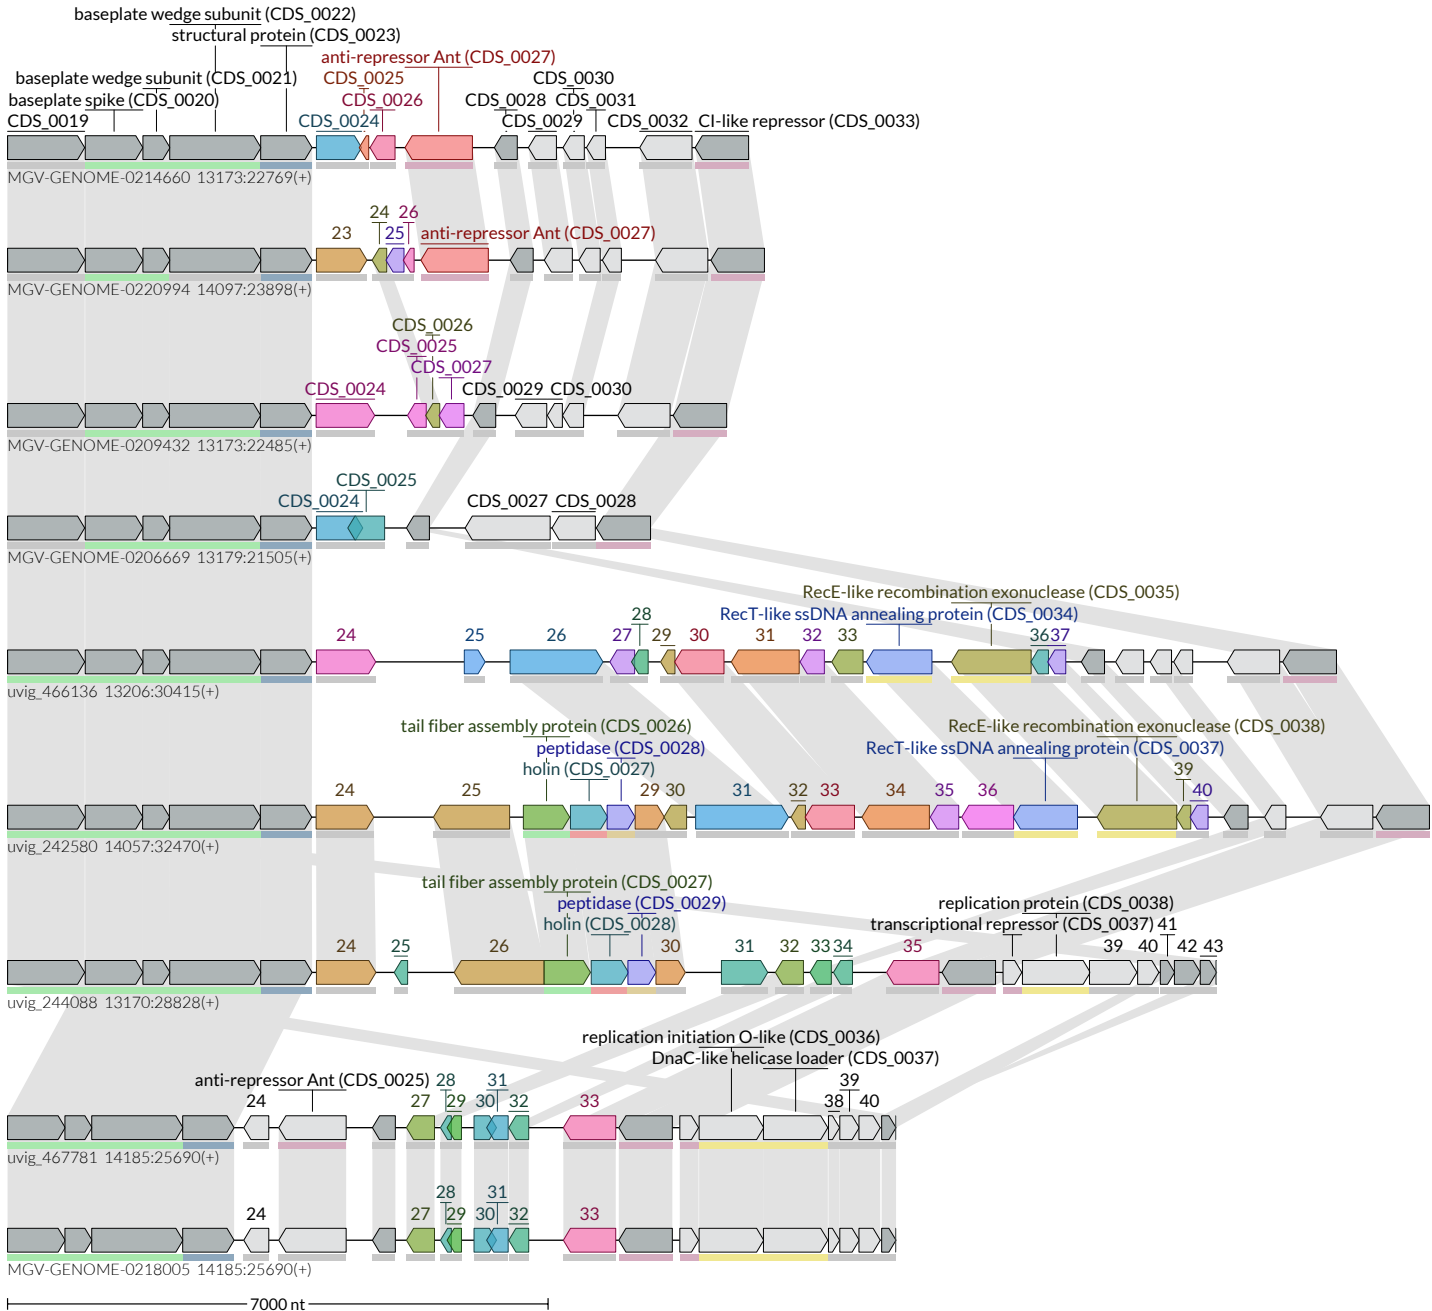 baseplate wedge subunit (CDS_0022)
structural protein (CDS_0023)
anti-repressor Ant (CDS_0027)
baseplate wedge subunit (CDS_0021) CDS_0025 CDS_0030
baseplate spike (CDS_0020) CDS_0026 CDS_0028 CDS_0031
CDS_0019 CDS_0024 CDS_0029 CDS_0032 CI-like repressor (CDS_0033)
MGV-GENOME-0214660 13173:22769(+)
24 26
23 25 anti-repressor Ant (CDS_0027)
MGV-GENOME-0220994 14097:23898(+)
CDS_0026
CDS_0025
CDS_0027
CDS_0024 CDS_0029 CDS_0030
MGV-GENOME-0209432 13173:22485(+)
CDS_0025
CDS_0024 CDS_0027 CDS_0028
MGV-GENOME-0206669 13179:21505(+)
RecE-like recombination exonuclease (CDS_0035)
28 RecT-like ssDNA annealing protein (CDS_0034)
24 25 26 27 29 30 31 32 33 36 37
uvig_466136 13206:30415(+)
tail fiber assembly protein (CDS_0026) RecE-like recombination exonuclease (CDS_0038)
peptidase (CDS_0028) RecT-like ssDNA annealing protein (CDS_0037)
holin (CDS_0027) 39
24 25 29 30 31 32 33 34 35 36 40
uvig_242580 14057:32470(+)
tail fiber assembly protein (CDS_0027)
peptidase (CDS_0029) replication protein (CDS_0038)
holin (CDS_0028) transcriptional repressor (CDS_0037) 41
24 25 26 30 31 32 33 34 35 39 40 42 43
uvig_244088 13170:28828(+)
replication initiation O-like (CDS_0036)
DnaC-like helicase loader (CDS_0037)
anti-repressor Ant (CDS_0025) 28 31 39
24 27 29 30 32 33 38 40
uvig_467781 14185:25690(+)
28 31
24 27 29 30 32 33
MGV-GENOME-0218005 14185:25690(+)
7000 nt